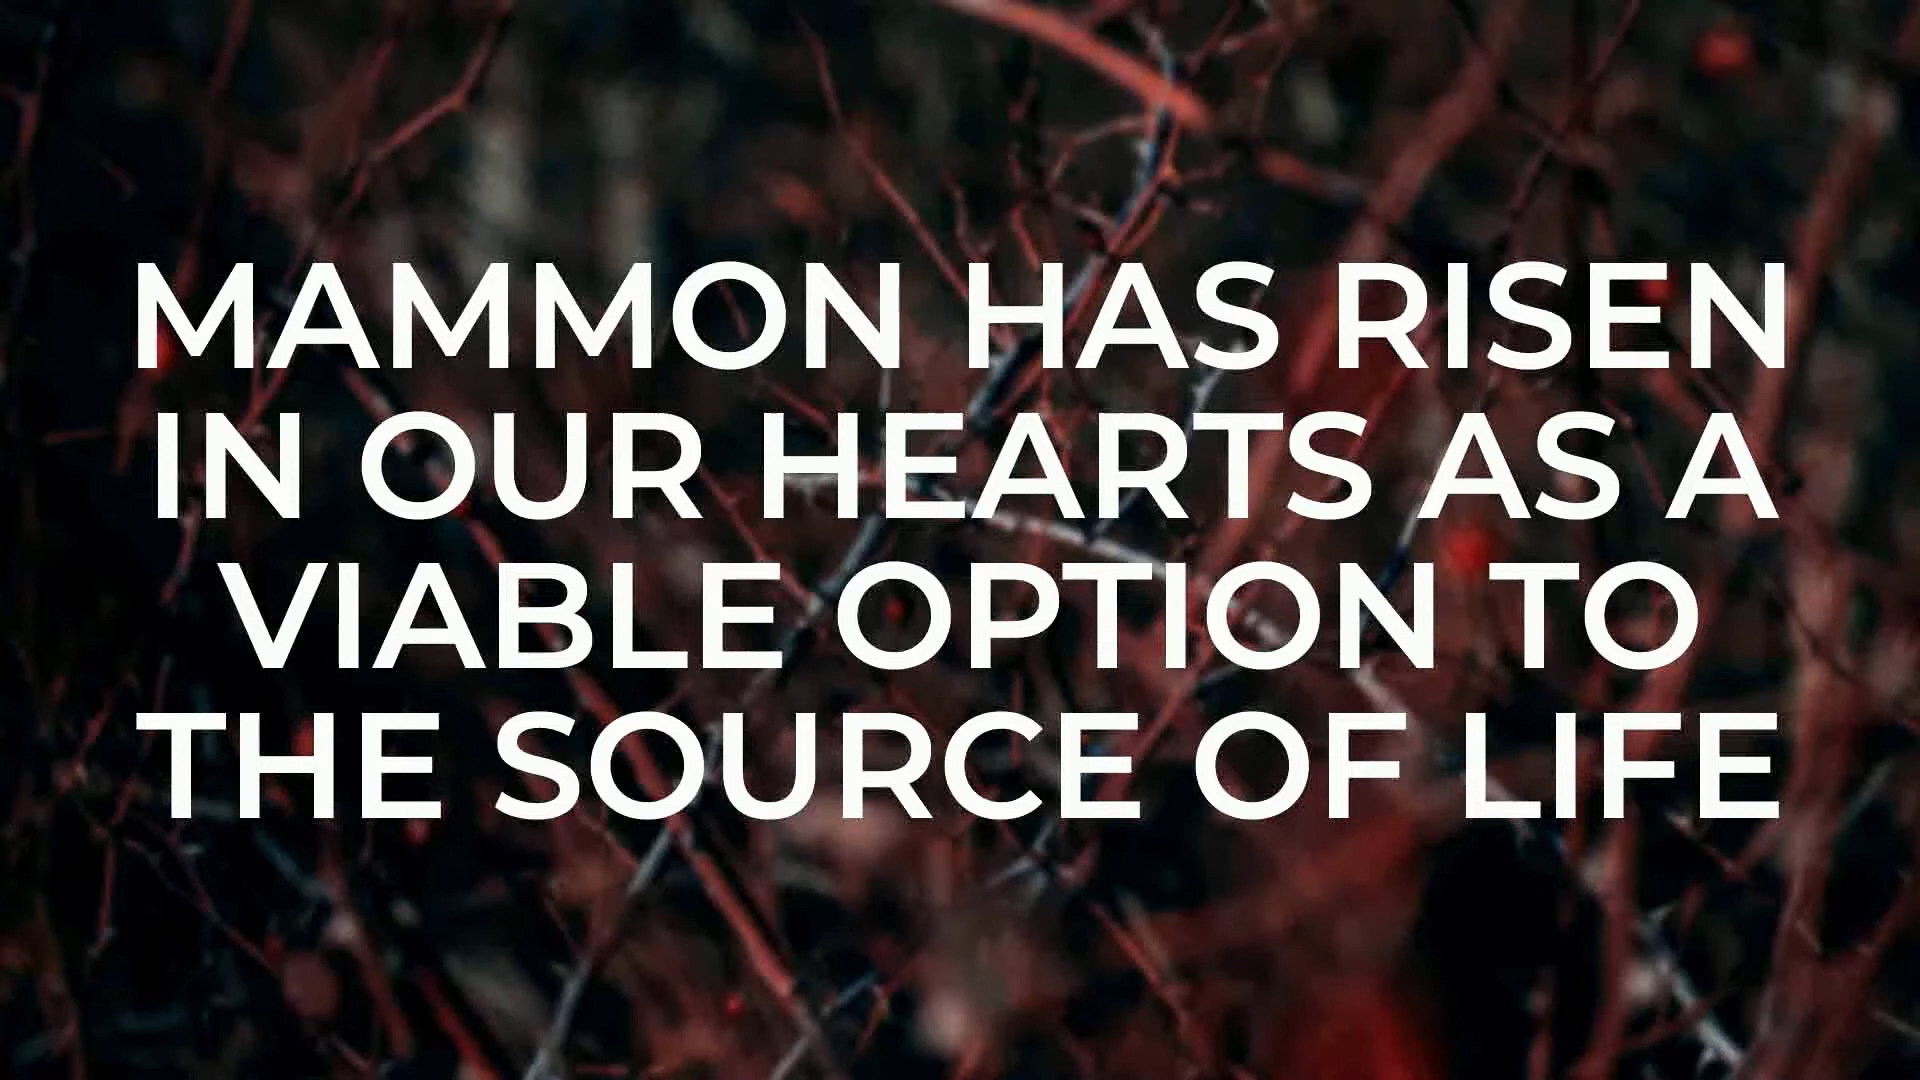 MAMMON HAS RISEN
IN OUR HEARTS AS A
VIABLE OPTION TO
THE SOURCE OF LIFE